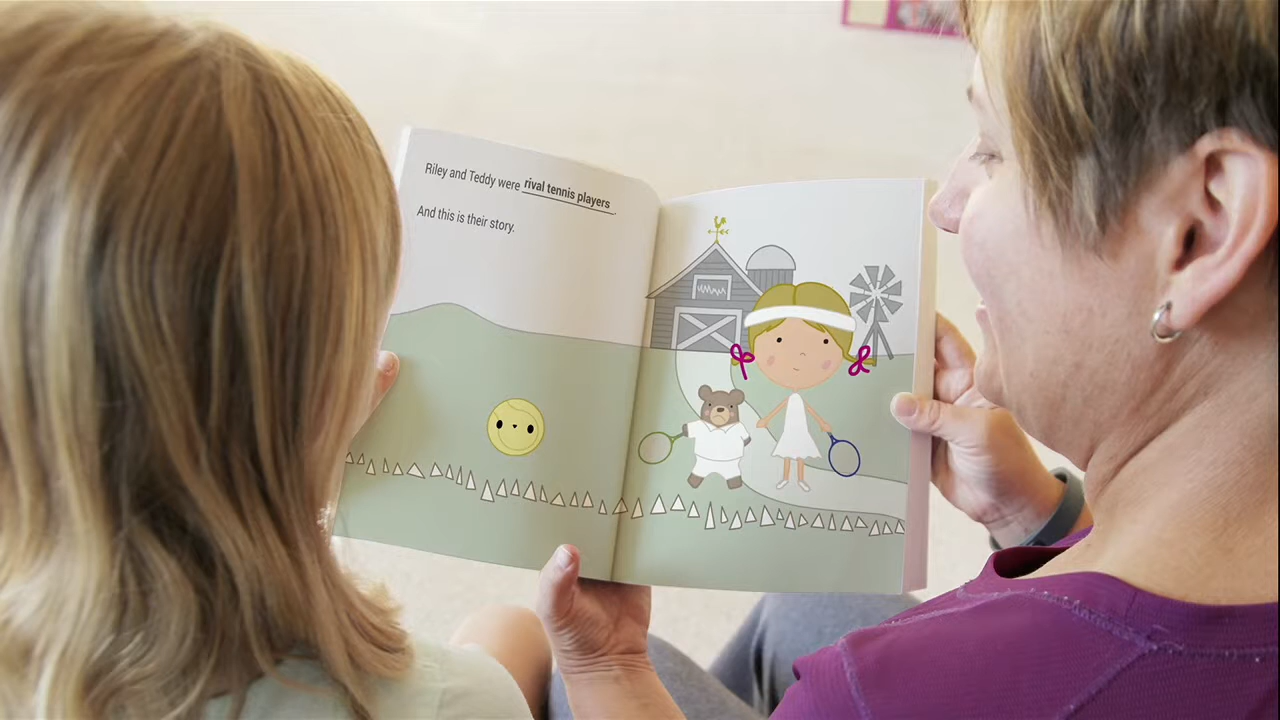 Riley and Teddy were rival tennis players
And this is their story.